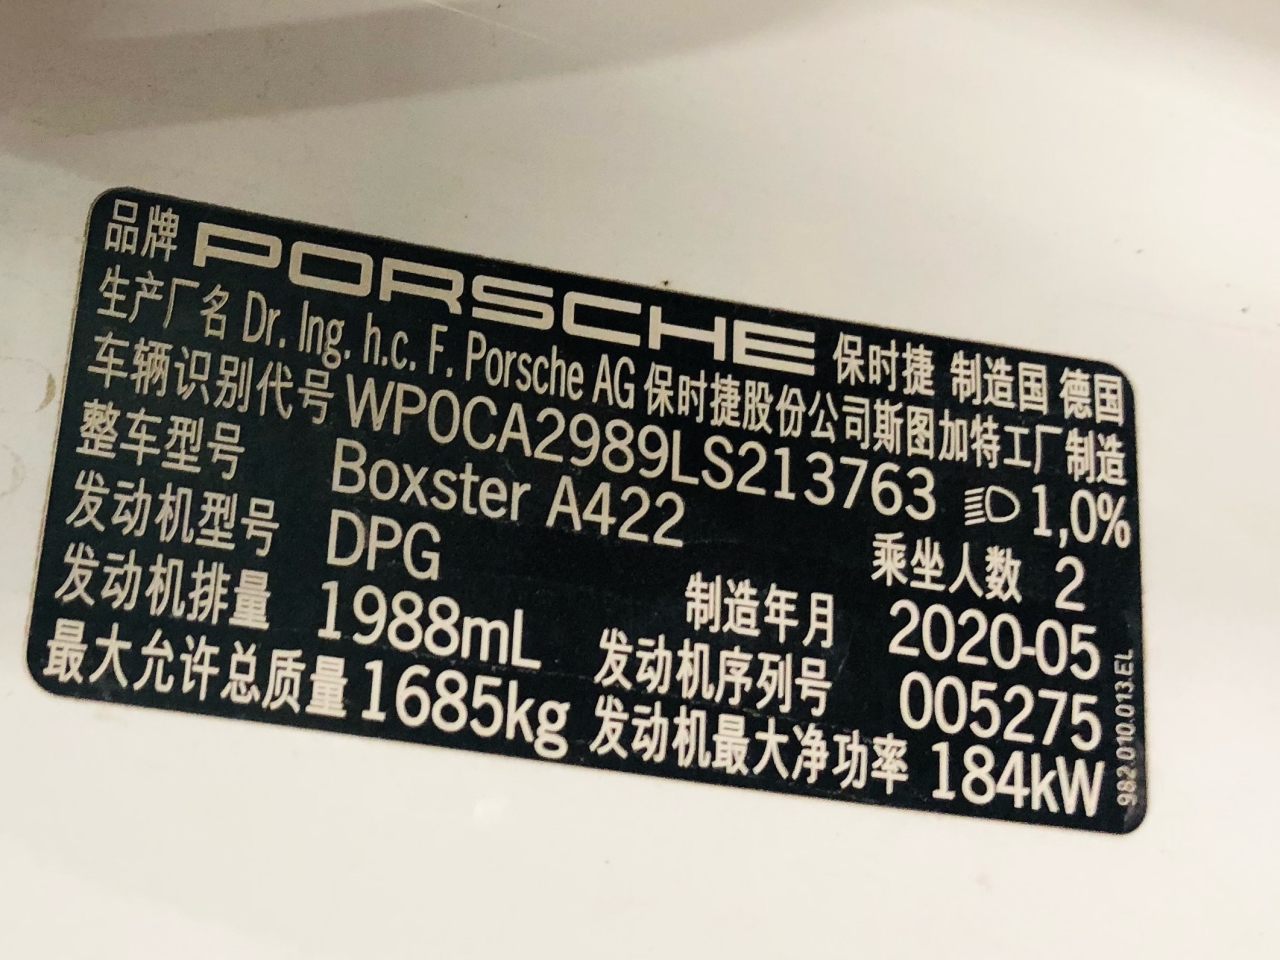 品牌 PORSCHE 保时捷 制造国 德国
生产厂名 Dr. Ing. h.c. F. Porsche AG 保时捷股份公司斯图加特工厂制造
车辆识别代号 WP0CA2989LS213763 1,0%
整车型号 Boxster A422 乘坐人数 2
发动机型号 DPG 制造年月 2020-05
发动机排量 1988mL 发动机序列号 005275
最大允许总质量 1685kg 发动机最大净功率 184kW
982.010.013.EL